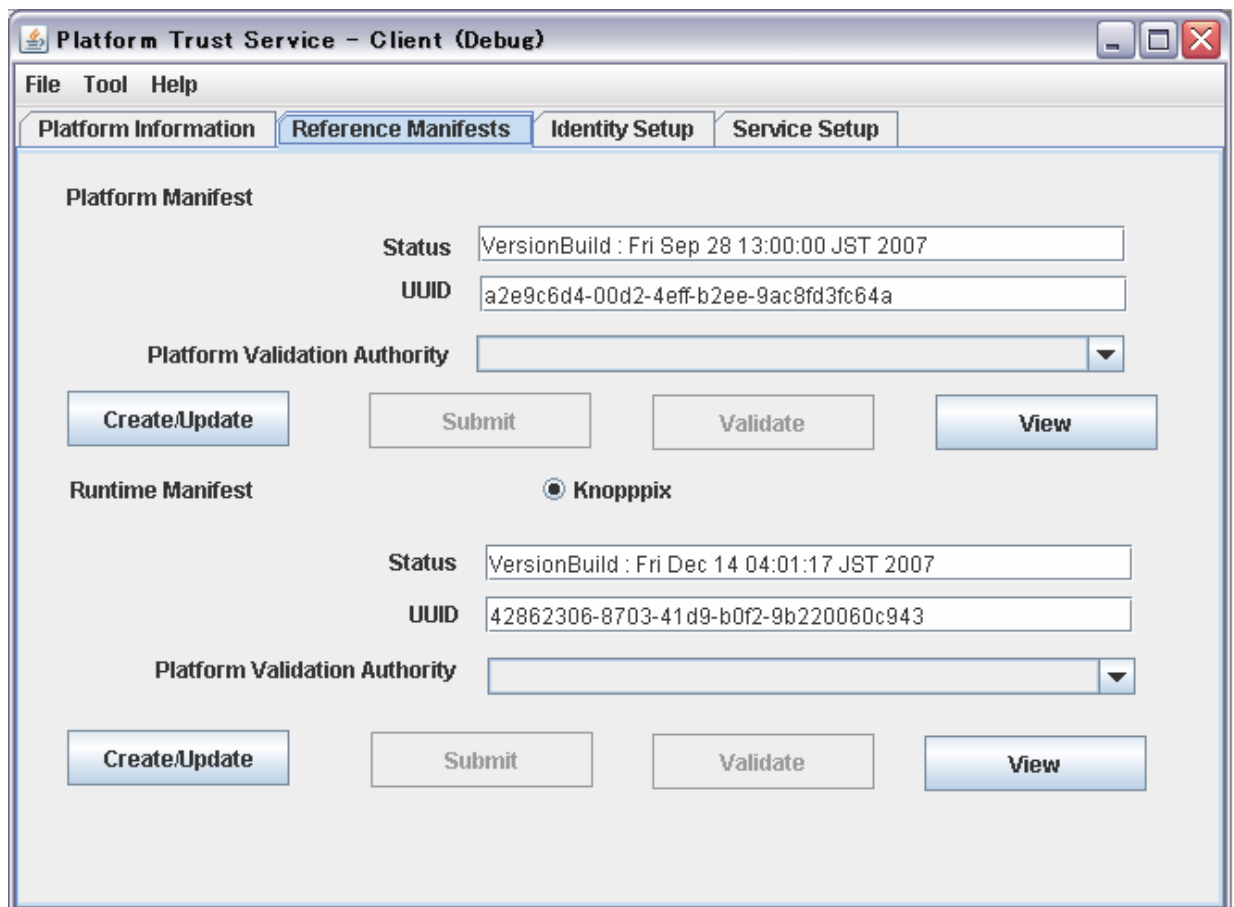 Platform Trust Service - Client (Debug)
File Tool Help
Platform Information Reference Manifests Identity Setup Service Setup
Platform Manifest
Status VersionBuild : Fri Sep 28 13:00:00 JST 2007
UUID a2e9c6d4-00d2-4eff-b2ee-9ac8fd3fc64a
Platform Validation Authority
Create/Update Submit Validate View
Runtime Manifest Knopppix
Status VersionBuild : Fri Dec 14 04:01:17 JST 2007
UUID 42862306-8703-41d9-b0f2-9b220060c943
Platform Validation Authority
Create/Update Submit Validate View